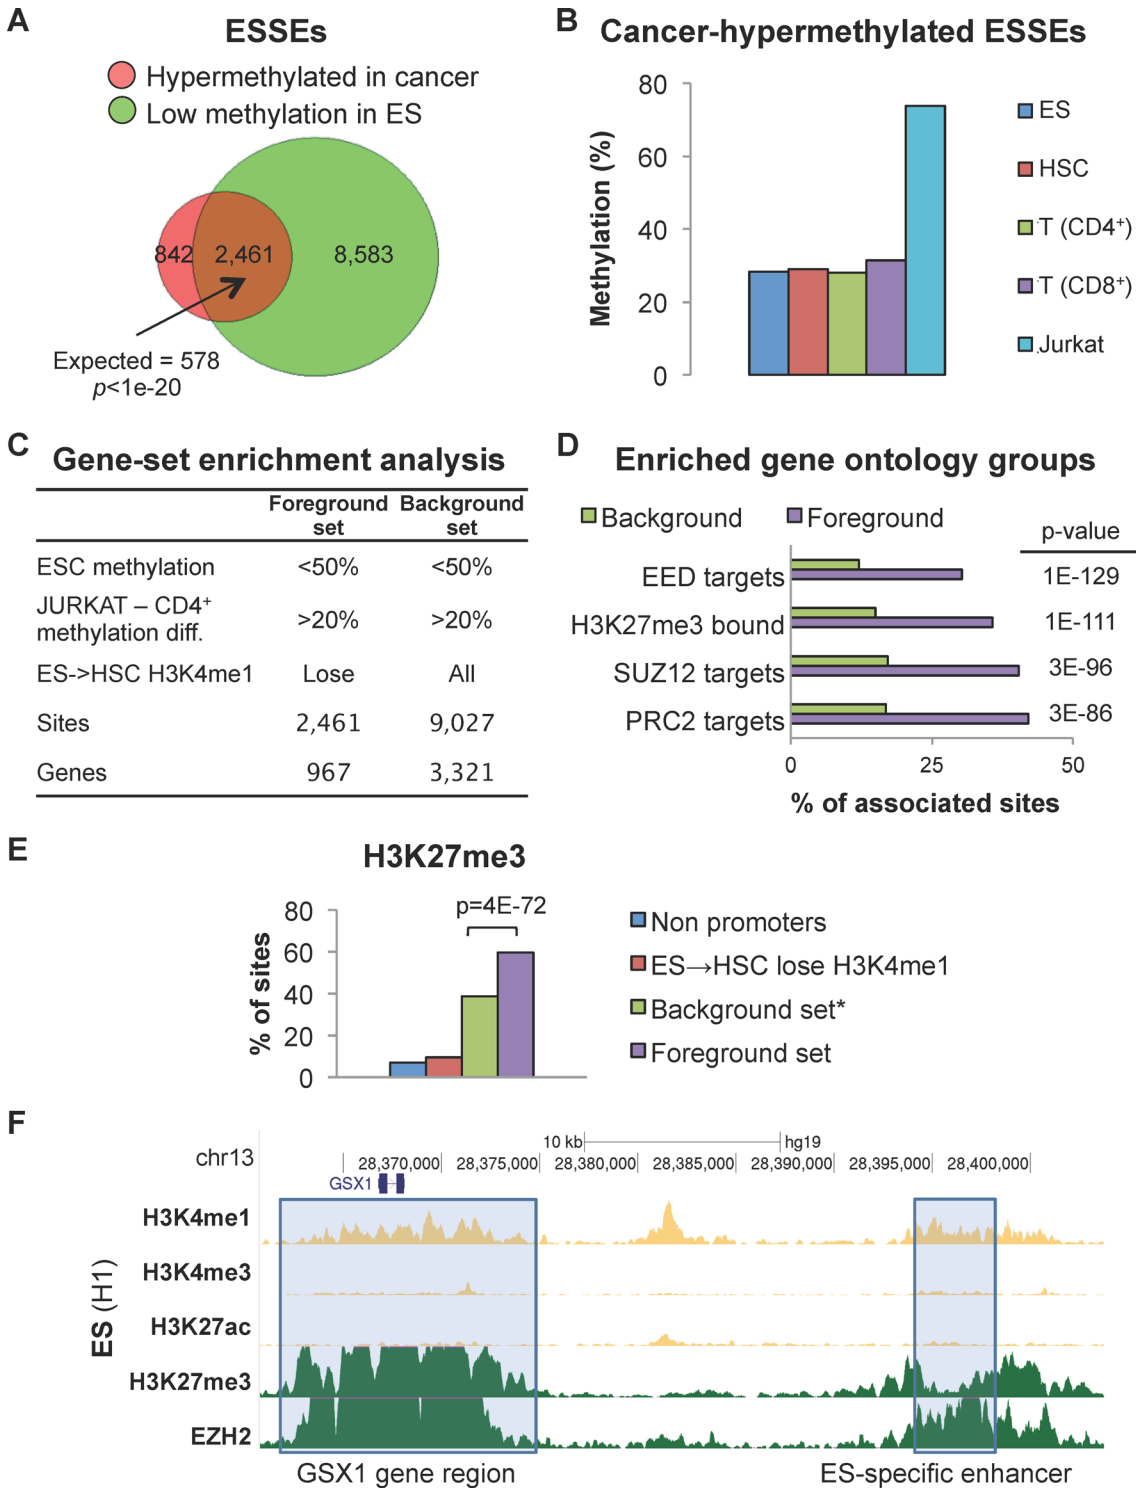 A
ESSEs
Hypermethylated in cancer
Low methylation in ES
842
2,461
8,583
Expected = 578
p<1e-20
B
Cancer-hypermethylated ESSEs
Methylation (%)
80
60
40
20
0
ES
HSC
T (CD4+)
T (CD8+)
Jurkat
C
Gene-set enrichment analysis
Foreground set
Background set
ESC methylation <50% <50%
JURKAT – CD4+
methylation diff. >20% >20%
ES->HSC H3K4me1 Lose All
Sites 2,461 9,027
Genes 967 3,321
D
Enriched gene ontology groups
Background Foreground
p-value
EED targets 1E-129
H3K27me3 bound 1E-111
SUZ12 targets 3E-96
PRC2 targets 3E-86
0 25 50
% of associated sites
E
H3K27me3
% of sites
80
60
40
20
0
p=4E-72
Non promoters
ES→HSC lose H3K4me1
Background set*
Foreground set
F
10 kb hg19
chr13
28,370,000 28,375,000 28,380,000 28,385,000 28,390,000 28,395,000 28,400,000
GSX1
ES (H1)
H3K4me1
H3K4me3
H3K27ac
H3K27me3
EZH2
GSX1 gene region
ES-specific enhancer